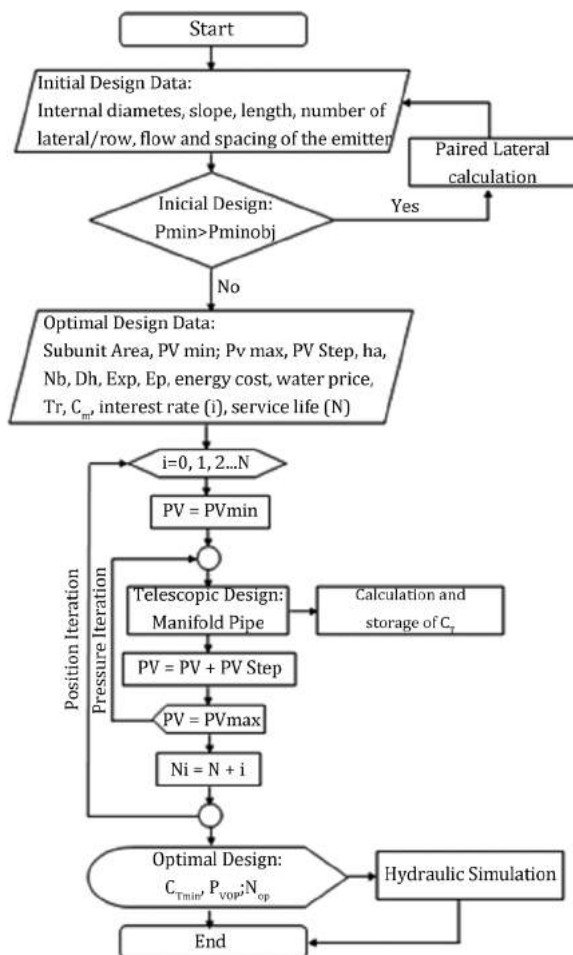 Start
Initial Design Data:
Internal diametes, slope, length, number of
lateral/row, flow and spacing of the emitter
Paired Lateral
calculation
Inicial Design:
Pmin>Pminobj
Yes
No
Optimal Design Data:
Subunit Area, PV min; Pv max, PV Step, ha,
Nb, Dh, Exp, Ep, energy cost, water price,
Tr, Cm, interest rate (i), service life (N)
i=0, 1, 2...N
PV = PVmin
Position Iteration
Pressure Iteration
Telescopic Design:
Manifold Pipe
Calculation and
storage of CT
PV = PV + PV Step
PV = PVmax
Ni = N + i
Optimal Design:
CTmin, PVOP;Nop
Hydraulic Simulation
End